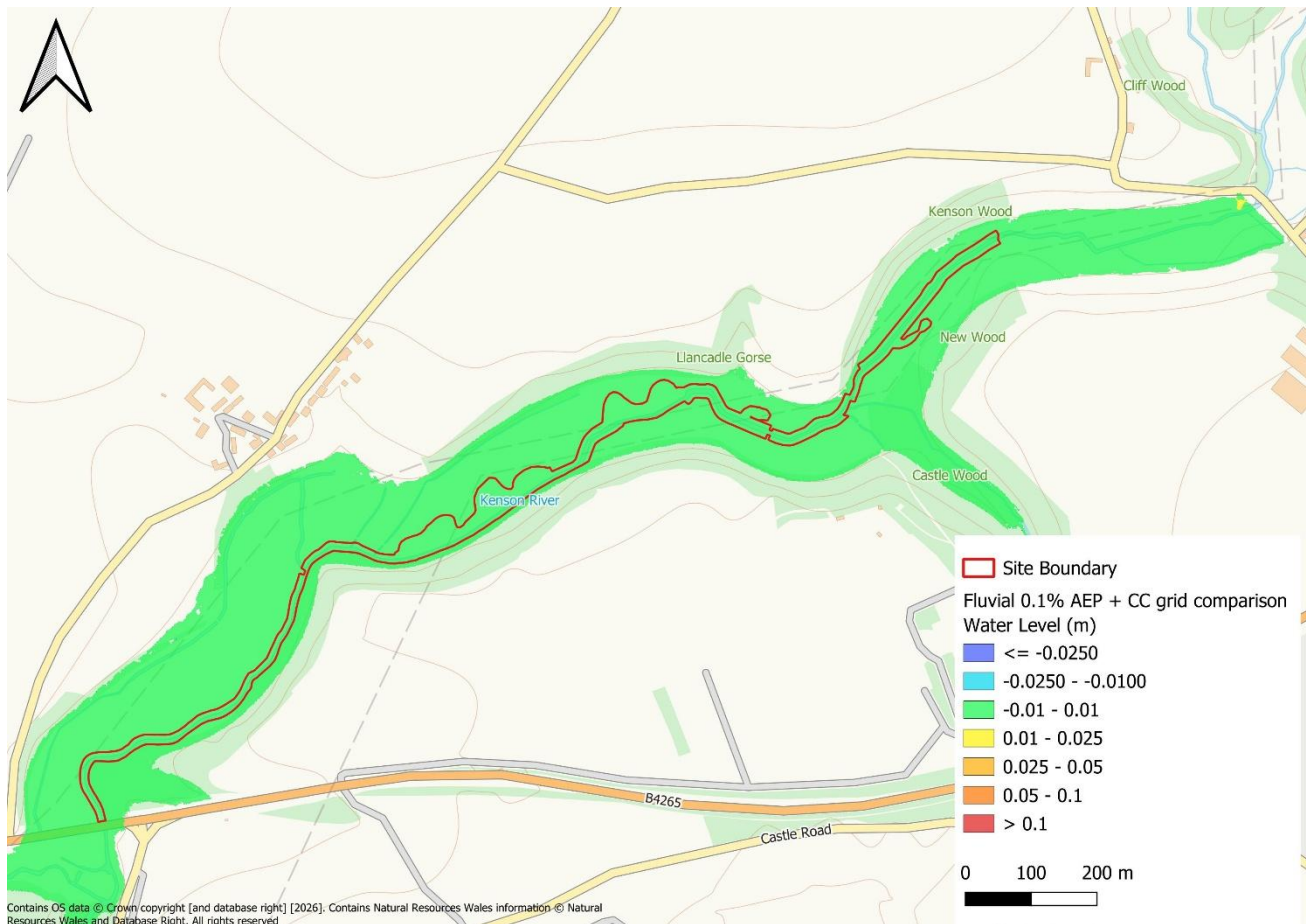 Cliff Wood
Kenson Wood
New Wood
Llancadle Gorse
Castle Wood
Kenson River
B4265
Castle Road
Site Boundary
Fluvial 0.1% AEP + CC grid comparison
Water Level (m)
<= -0.0250
-0.0250 - -0.0100
-0.01 - 0.01
0.01 - 0.025
0.025 - 0.05
0.05 - 0.1
> 0.1
0 100 200 m
Contains OS data © Crown copyright [and database right] [2026]. Contains Natural Resources Wales information © Natural
Resources Wales and Database Right. All rights reserved